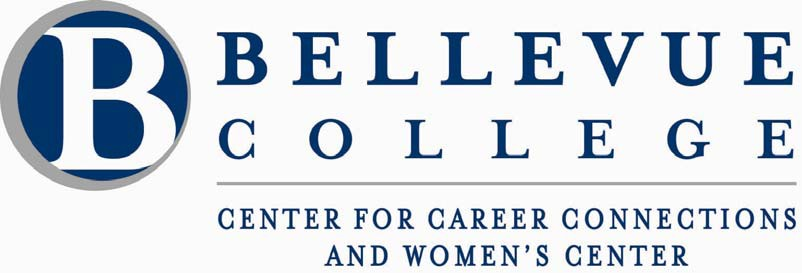 B
BELLEVUE
COLLEGE
CENTER FOR CAREER CONNECTIONS
AND WOMEN'S CENTER